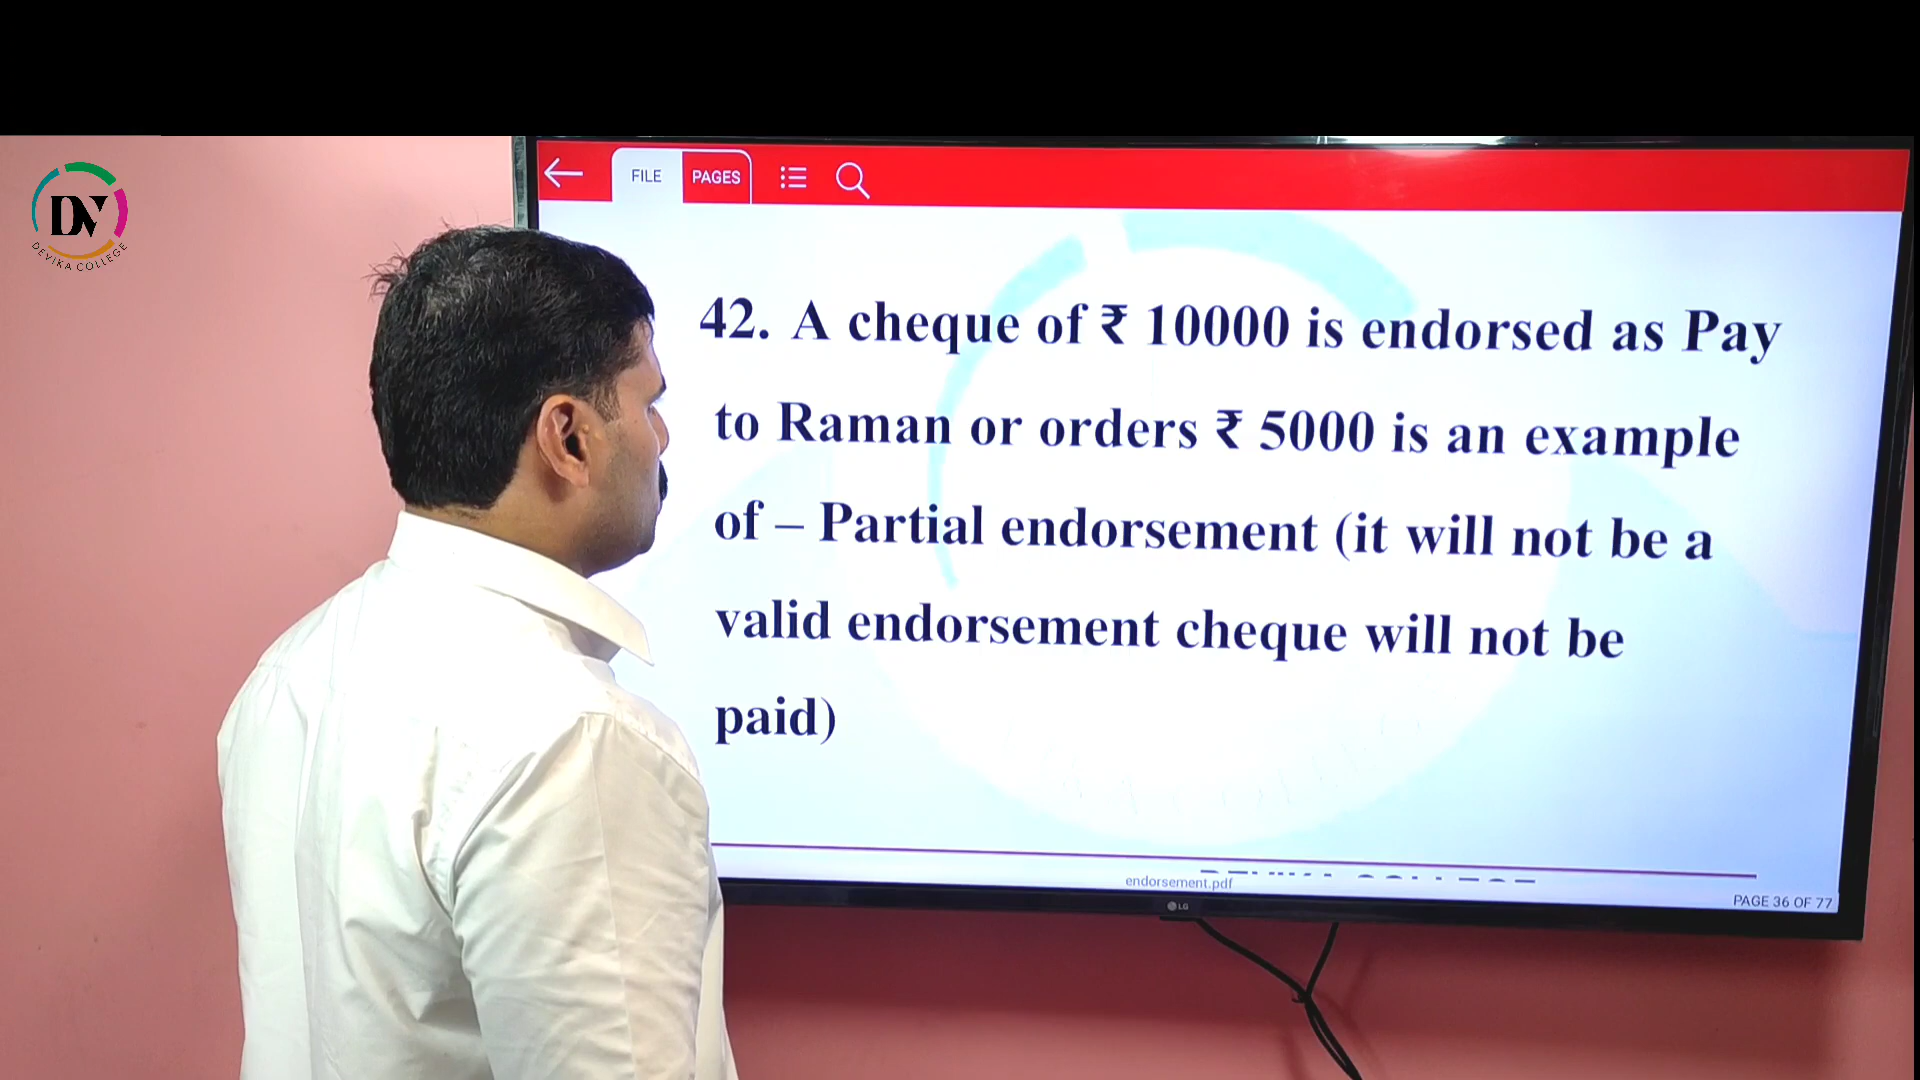 DV
DEVIKA COLLEGE
FILE PAGES
42. A cheque of ₹ 10000 is endorsed as Pay
to Raman or orders ₹ 5000 is an example
of – Partial endorsement (it will not be a
valid endorsement cheque will not be
paid)
endorsement.pdf
PAGE 36 OF 77
LG